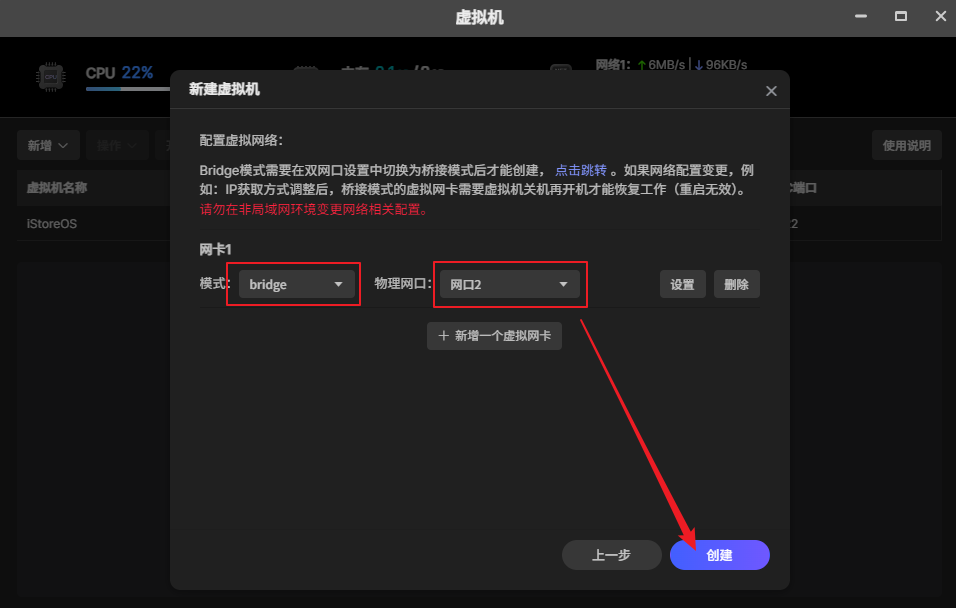 虚拟机
CPU 22%
网络1: ↑6MB/s | ↓96KB/s
新建虚拟机
新增
操作
使用说明
虚拟机名称
端口
iStoreOS
配置虚拟网络:
Bridge模式需要在双网口设置中切换为桥接模式后才能创建， 点击跳转 。如果网络配置变更，例
如：IP获取方式调整后，桥接模式的虚拟网卡需要虚拟机关机再开机才能恢复工作（重启无效）。
请勿在非局域网环境变更网络相关配置。
网卡1
模式: bridge 物理网口: 网口2 设置 删除
+ 新增一个虚拟网卡
上一步 创建